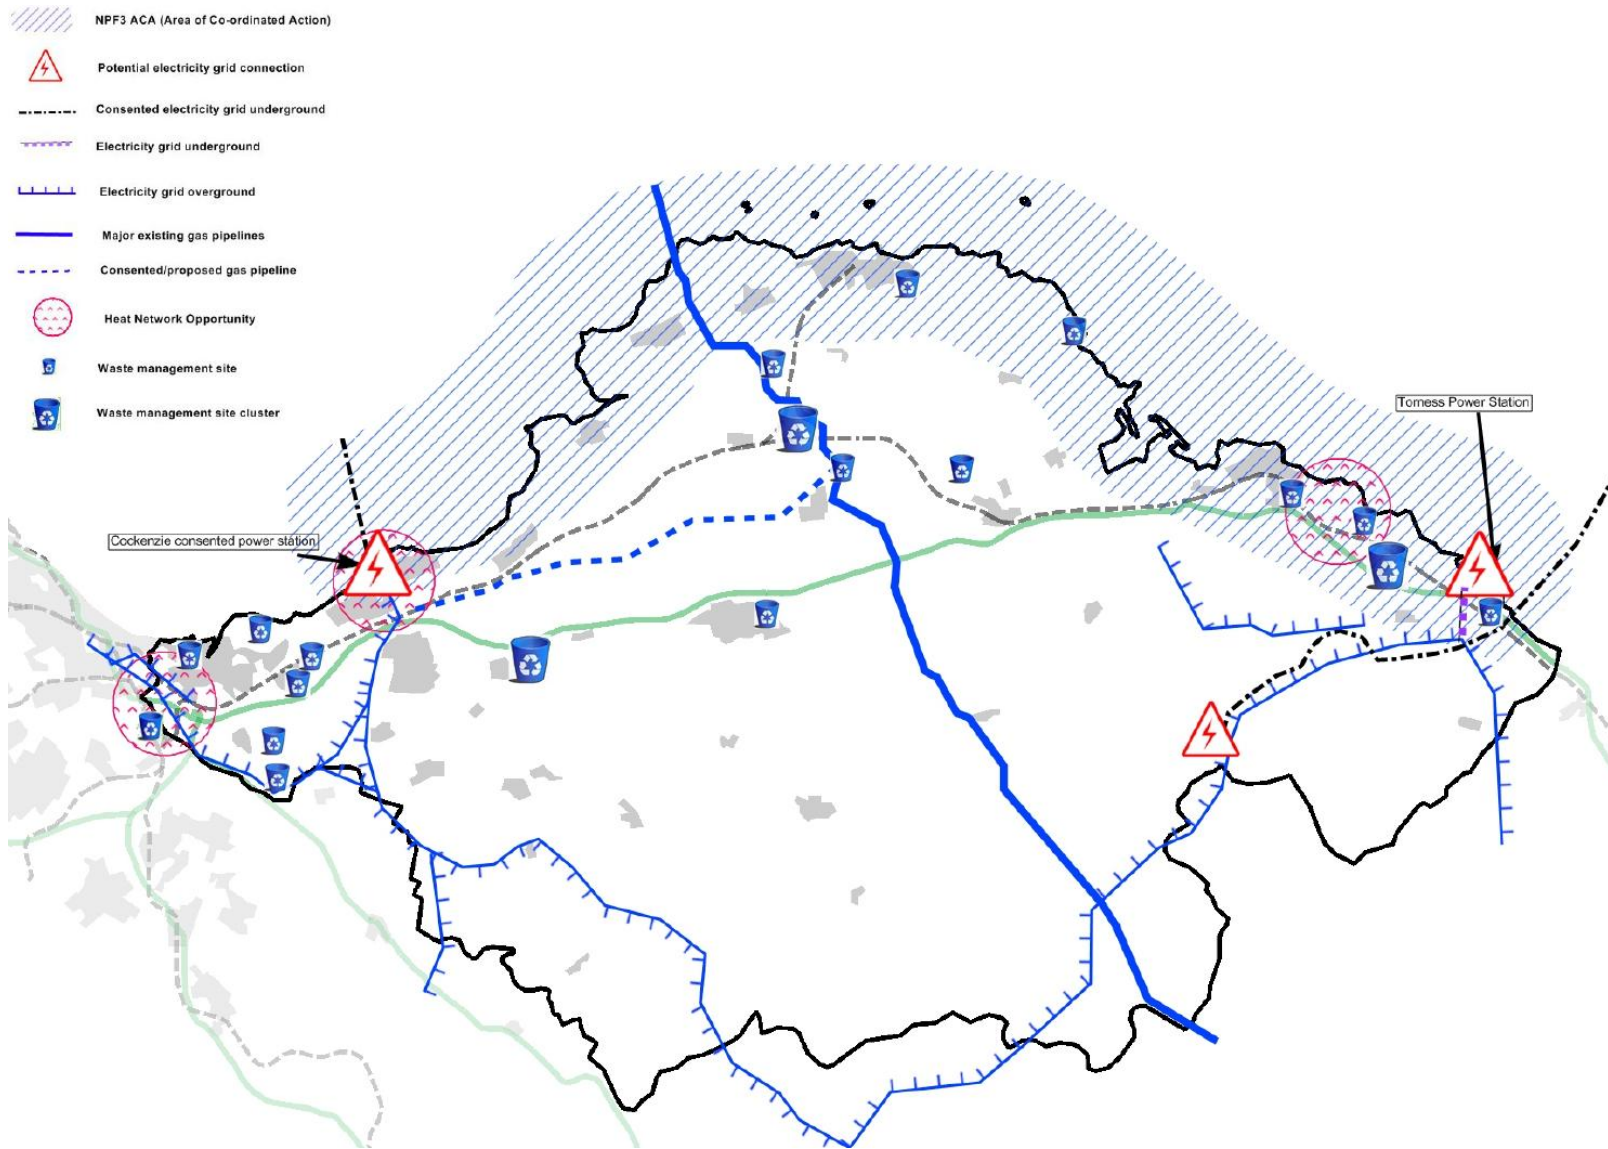 NPF3 ACA (Area of Co-ordinated Action)
Potential electricity grid connection
Consented electricity grid underground
Electricity grid underground
Electricity grid overground
Major existing gas pipelines
Consented/proposed gas pipeline
Heat Network Opportunity
Waste management site
Waste management site cluster
Torness Power Station
Cockenzie consented power station